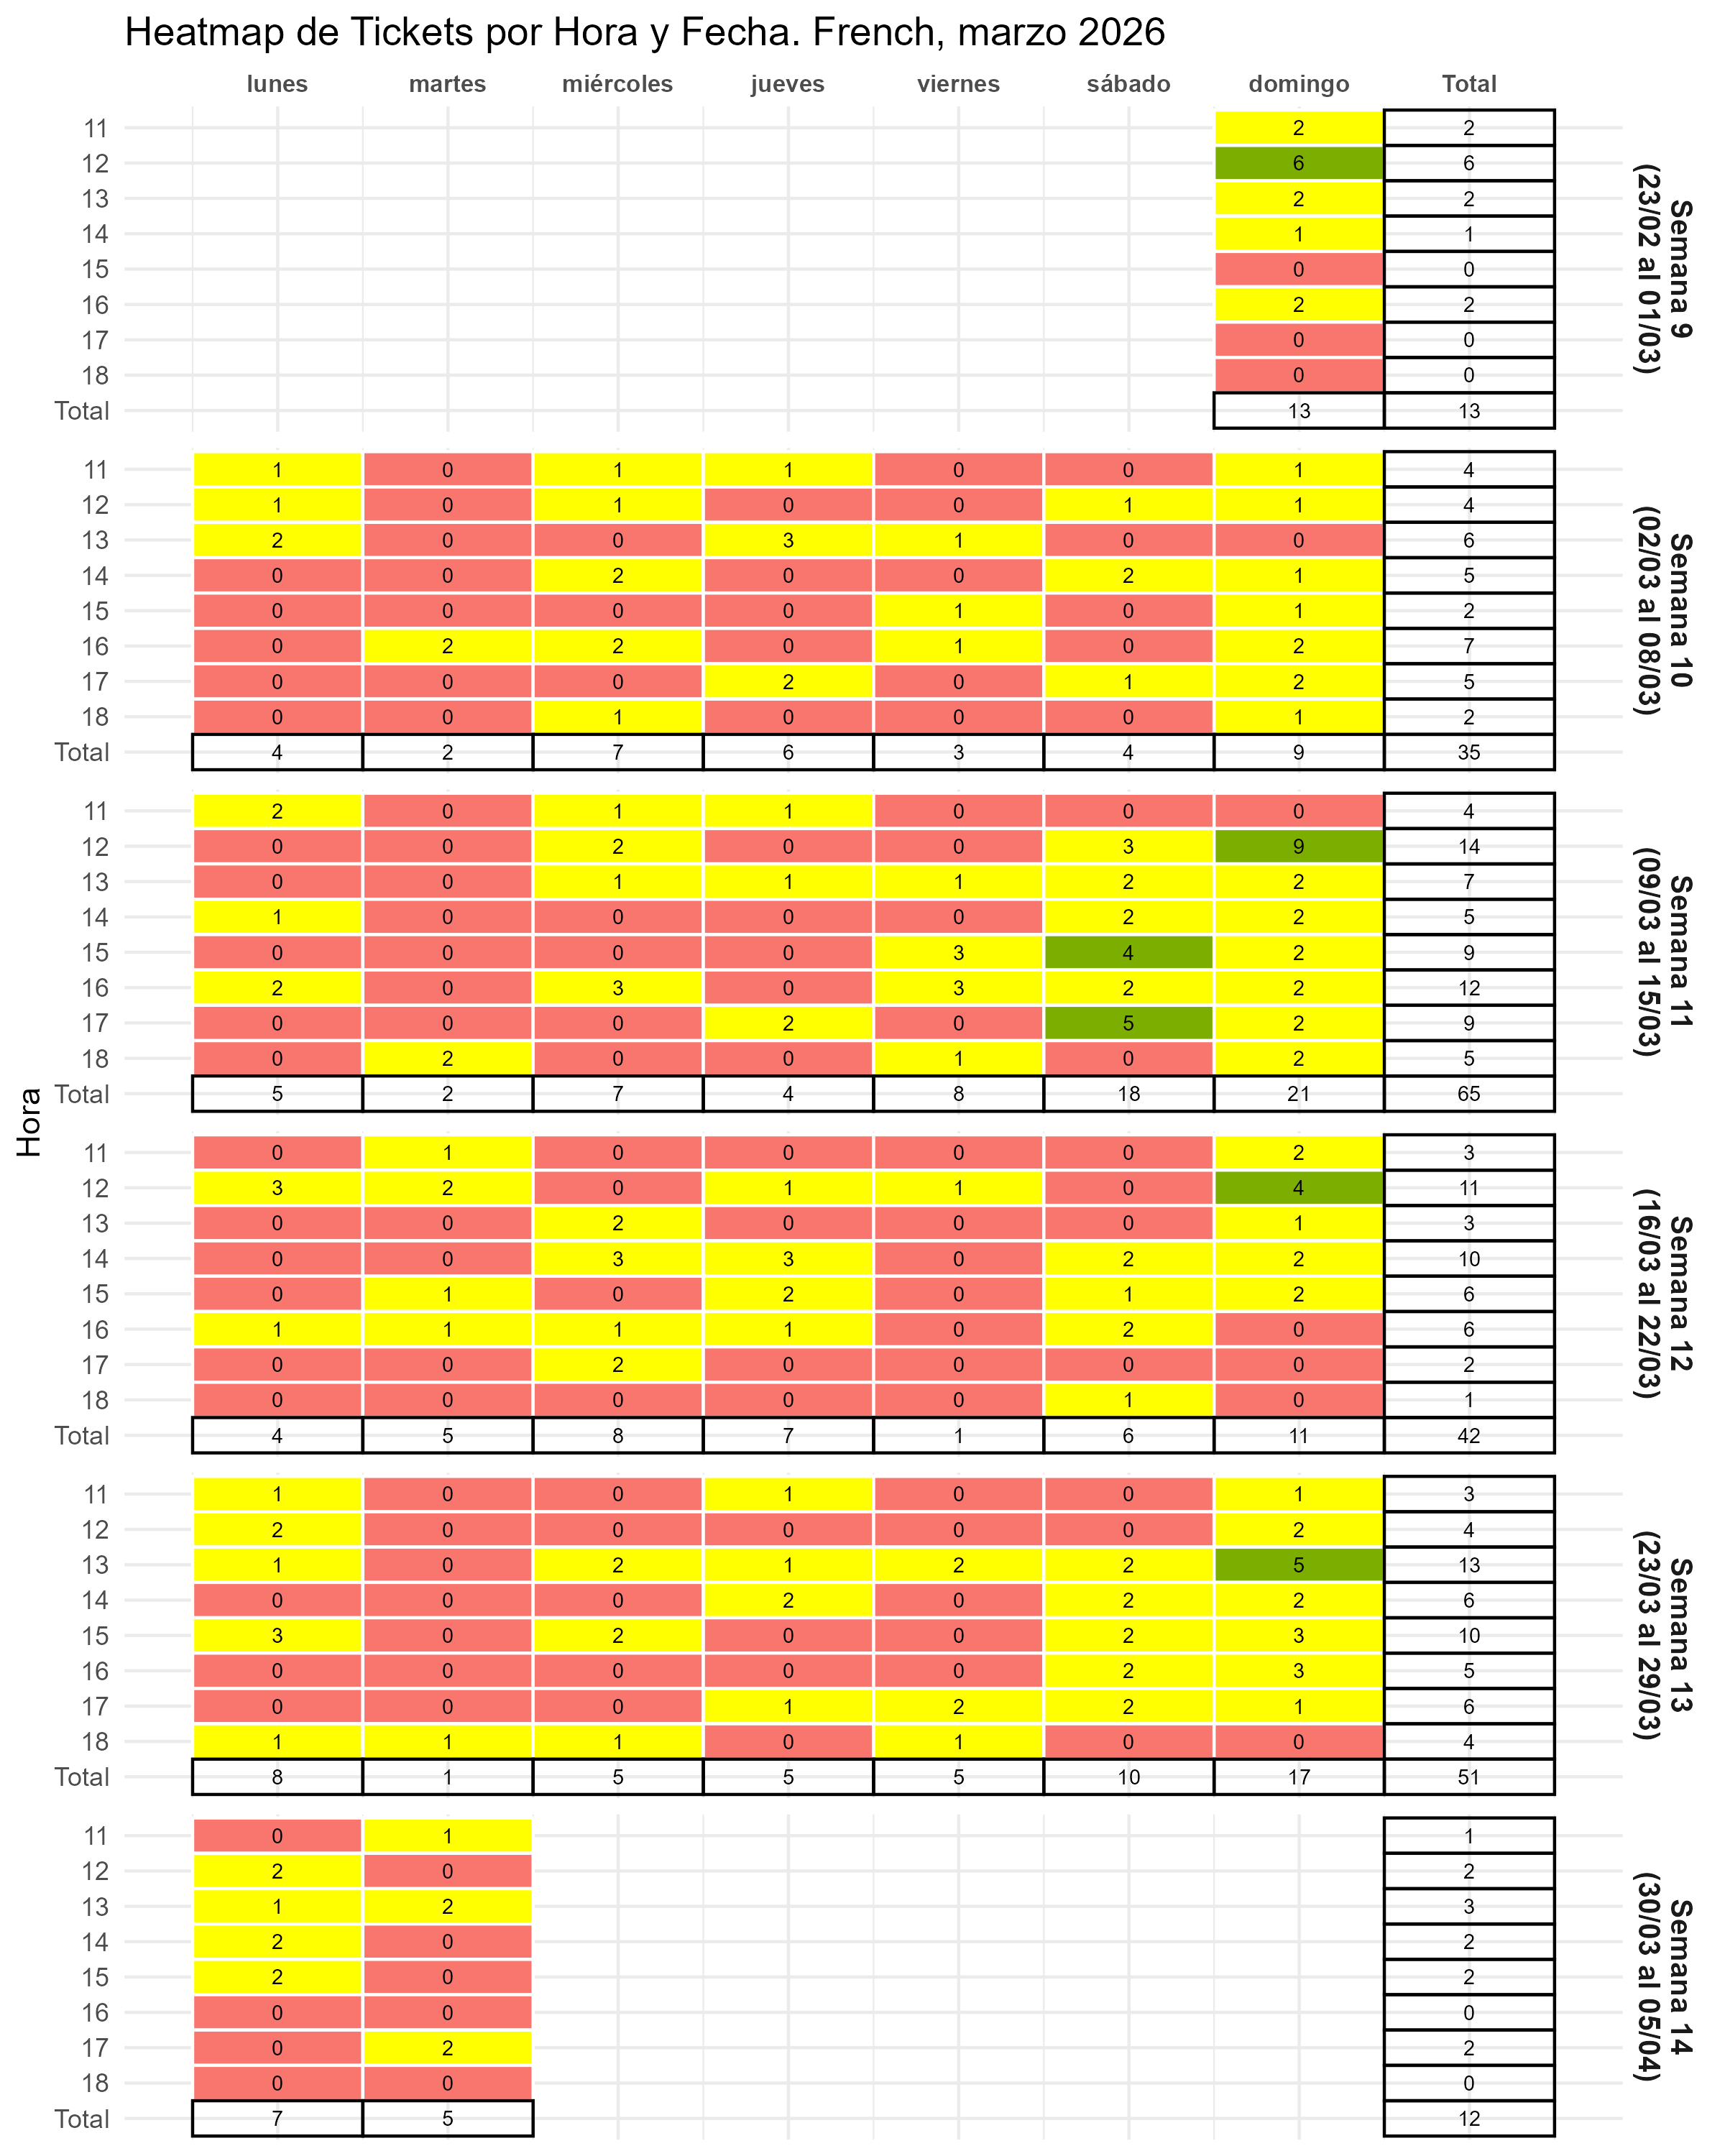 Heatmap de Tickets por Hora y Fecha. French, marzo 2026
lunes martes miércoles jueves viernes sábado domingo Total
11 2 2
12 6 6
13 2 2
14 1 1
15 0 0
16 2 2
17 0 0
18 0 0
Total 13 13
Semana 9
(23/02 al 01/03)
11 1 0 1 1 0 0 1 4
12 1 0 1 0 0 1 1 4
13 2 0 0 3 1 0 0 6
14 0 0 2 0 0 2 1 5
15 0 0 0 0 1 0 1 2
16 0 2 2 0 1 0 2 7
17 0 0 0 2 0 1 2 5
18 0 0 1 0 0 0 1 2
Total 4 2 7 6 3 4 9 35
Semana 10
(02/03 al 08/03)
11 2 0 1 1 0 0 0 4
12 0 0 2 0 0 3 9 14
13 0 0 1 1 1 2 2 7
14 1 0 0 0 0 2 2 5
15 0 0 0 0 3 4 2 9
16 2 0 3 0 3 2 2 12
17 0 0 0 2 0 5 2 9
18 0 2 0 0 1 0 2 5
Total 5 2 7 4 8 18 21 65
Semana 11
(09/03 al 15/03)
Hora
11 0 1 0 0 0 0 2 3
12 3 2 0 1 1 0 4 11
13 0 0 2 0 0 0 1 3
14 0 0 3 3 0 2 2 10
15 0 1 0 2 0 1 2 6
16 1 1 1 1 0 2 0 6
17 0 0 2 0 0 0 0 2
18 0 0 0 0 0 1 0 1
Total 4 5 8 7 1 6 11 42
Semana 12
(16/03 al 22/03)
11 1 0 0 1 0 0 1 3
12 2 0 0 0 0 0 2 4
13 1 0 2 1 2 2 5 13
14 0 0 0 2 0 2 2 6
15 3 0 2 0 0 2 3 10
16 0 0 0 0 0 2 3 5
17 0 0 0 1 2 2 1 6
18 1 1 1 0 1 0 0 4
Total 8 1 5 5 5 10 17 51
Semana 13
(23/03 al 29/03)
11 0 1 1
12 2 0 2
13 1 2 3
14 2 0 2
15 2 0 2
16 0 0 0
17 0 2 2
18 0 0 0
Total 7 5 12
Semana 14
(30/03 al 05/04)